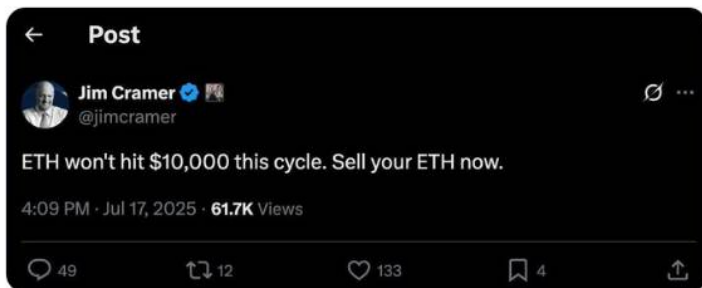 Post
Jim Cramer
@jimcramer
ETH won't hit $10,000 this cycle. Sell your ETH now.
4:09 PM · Jul 17, 2025 · 61.7K Views
49 12 133 4